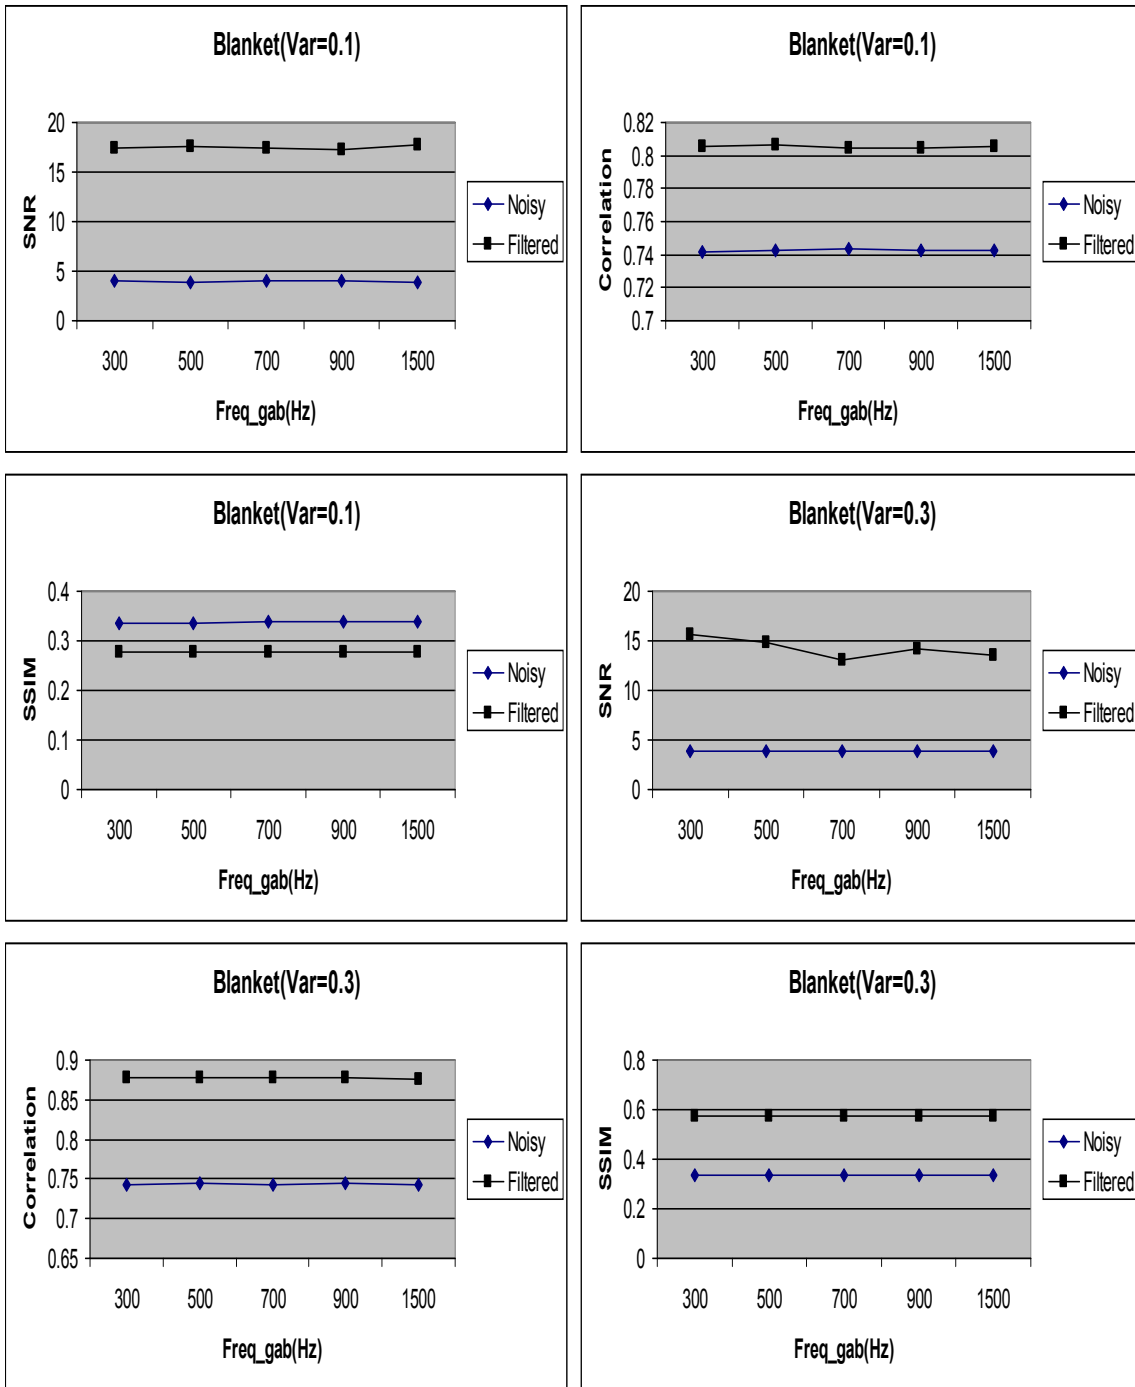 Blanket(Var=0.1)
SNR
20
15
10
5
0
300 500 700 900 1500
Freq_gab(Hz)
Noisy
Filtered
Blanket(Var=0.1)
Correlation
0.82
0.8
0.78
0.76
0.74
0.72
0.7
300 500 700 900 1500
Freq_gab(Hz)
Noisy
Filtered
Blanket(Var=0.1)
SSIM
0.4
0.3
0.2
0.1
0
300 500 700 900 1500
Freq_gab(Hz)
Noisy
Filtered
Blanket(Var=0.3)
SNR
20
15
10
5
0
300 500 700 900 1500
Freq_gab(Hz)
Noisy
Filtered
Blanket(Var=0.3)
Correlation
0.9
0.85
0.8
0.75
0.7
0.65
300 500 700 900 1500
Freq_gab(Hz)
Noisy
Filtered
Blanket(Var=0.3)
SSIM
0.8
0.6
0.4
0.2
0
300 500 700 900 1500
Freq_gab(Hz)
Noisy
Filtered